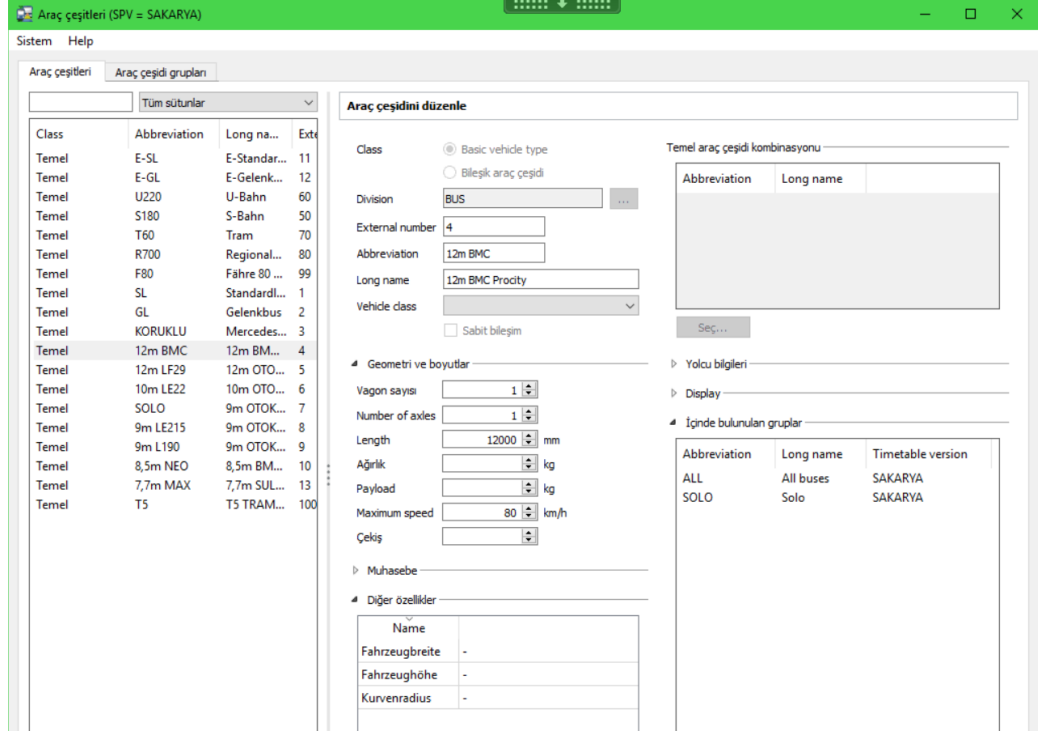 Araç çeşitleri (SPV = SAKARYA)
Sistem Help
Araç çeşitleri Araç çeşidi grupları
Tüm sütunlar
Class Abbreviation Long na... Exte
Temel E-SL E-Standar... 11
Temel E-GL E-Gelenk... 12
Temel U220 U-Bahn 60
Temel S180 S-Bahn 50
Temel T60 Tram 70
Temel R700 Regional... 80
Temel F80 Fähre 80 ... 99
Temel SL Standardl... 1
Temel GL Gelenkbus 2
Temel KORUKLU Mercedes... 3
Temel 12m BMC 12m BM... 4
Temel 12m LF29 12m OTO... 5
Temel 10m LE22 10m OTO... 6
Temel SOLO 9m OTOK... 7
Temel 9m LE215 9m OTOK... 8
Temel 9m L190 9m OTOK... 9
Temel 8,5m NEO 8,5m BM... 10
Temel 7,7m MAX 7,7m SUL... 13
Temel T5 T5 TRAM... 100
Araç çeşidini düzenle
Class Basic vehicle type
Bileşik araç çeşidi
Division BUS ...
External number 4
Abbreviation 12m BMC
Long name 12m BMC Procity
Vehicle class
Sabit bileşim
Geometri ve boyutlar
Vagon sayısı 1
Number of axles 1
Length 12000 mm
Ağırlık kg
Payload kg
Maximum speed 80 km/h
Çekiş
Muhasebe
Diğer özellikler
Name
Fahrzeugbreite -
Fahrzeughöhe -
Kurvenradius -
Temel araç çeşidi kombinasyonu
Abbreviation Long name
Seç...
Yolcu bilgileri
Display
İçinde bulunulan gruplar
Abbreviation Long name Timetable version
ALL All buses SAKARYA
SOLO Solo SAKARYA